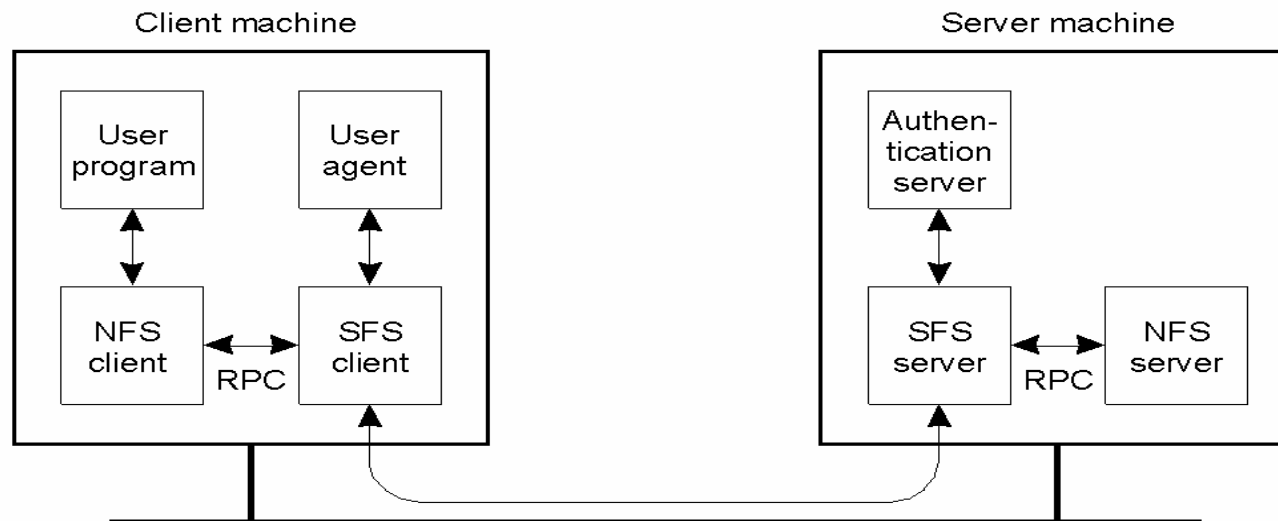 Client machine
Server machine
User
program
User
agent
Authen-
tication
server
NFS
client
RPC
SFS
client
SFS
server
RPC
NFS
server